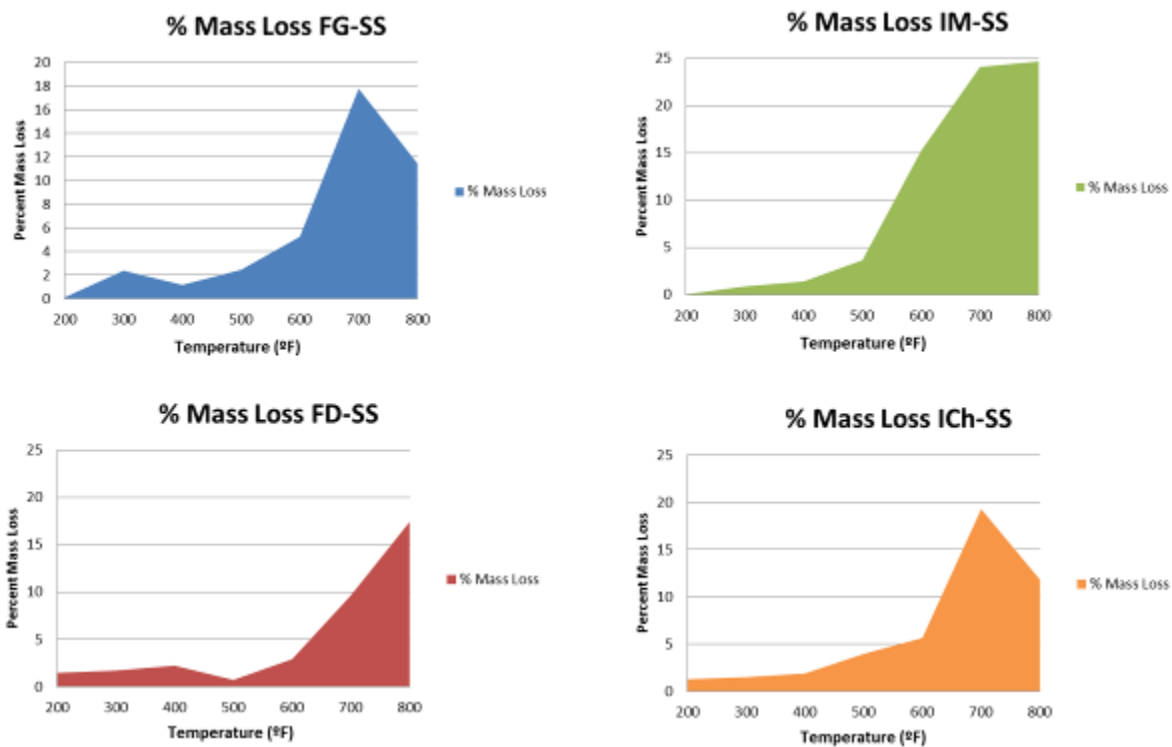 % Mass Loss FG-SS
20
18
16
14
12
10
8
6
4
2
0
Percent Mass Loss
200 300 400 500 600 700 800
Temperature (ºF)
% Mass Loss
% Mass Loss IM-SS
25
20
15
10
5
0
Percent Mass Loss
200 300 400 500 600 700 800
Temperature (ºF)
% Mass Loss
% Mass Loss FD-SS
25
20
15
10
5
0
Percent Mass Loss
200 300 400 500 600 700 800
Temperature (ºF)
% Mass Loss
% Mass Loss ICh-SS
25
20
15
10
5
0
Percent Mass Loss
200 300 400 500 600 700 800
Temperature (ºF)
% Mass Loss